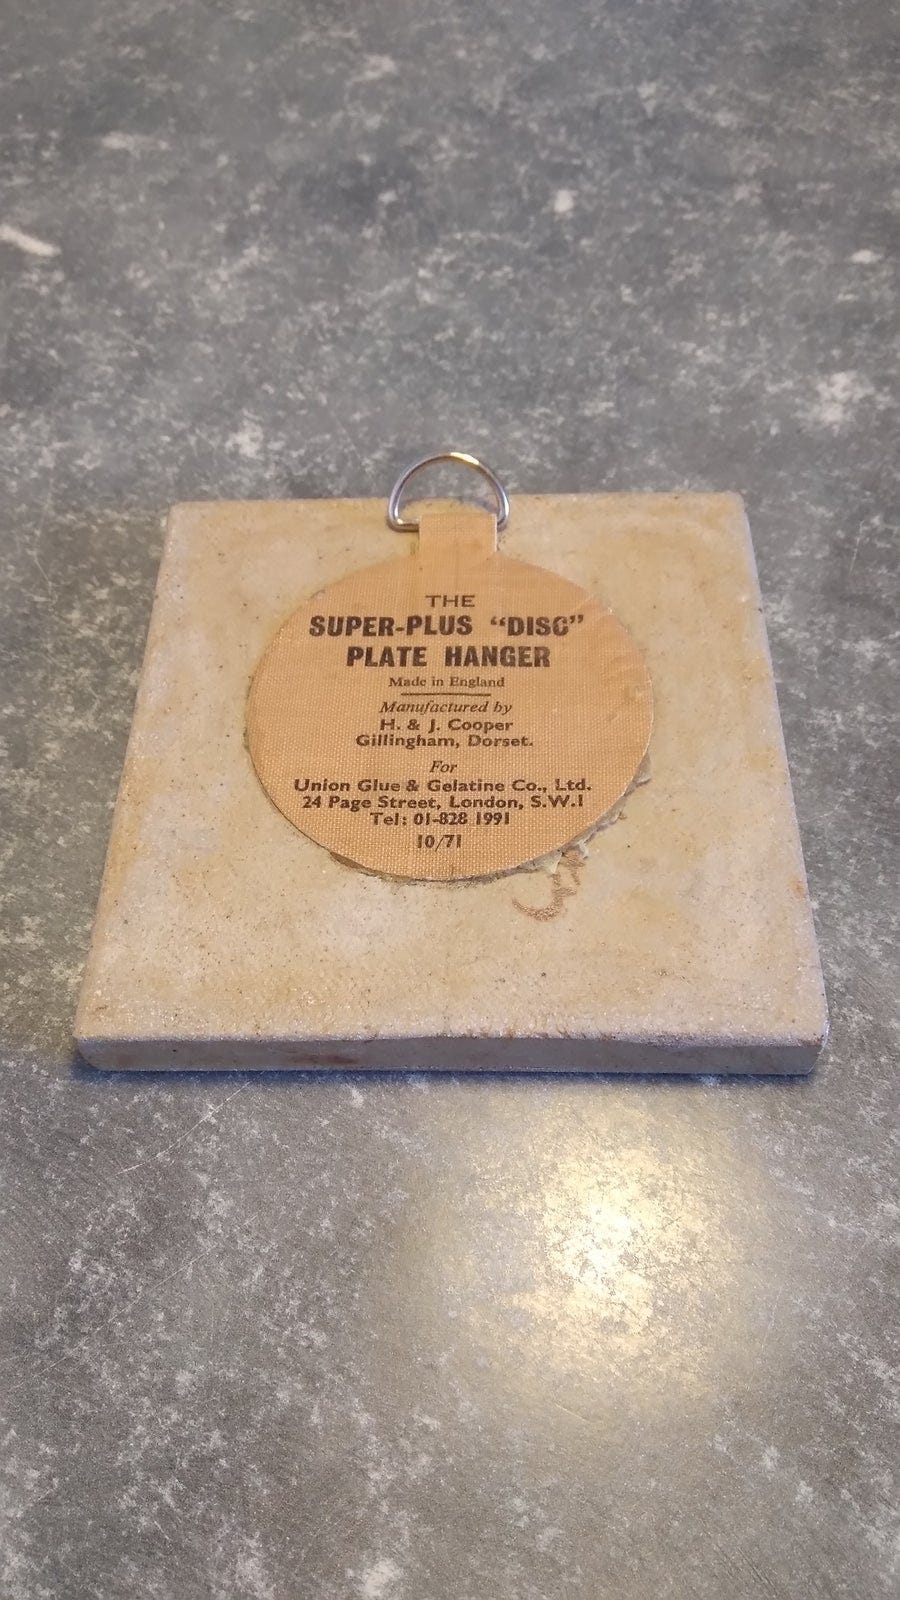 THE
SUPER-PLUS “DISC”
PLATE HANGER
Made in England
Manufactured by
H. & J. Cooper
Gillingham, Dorset.
For
Union Glue & Gelatine Co., Ltd.
24 Page Street, London, S.W.1
Tel: 01-828 1991
10/71